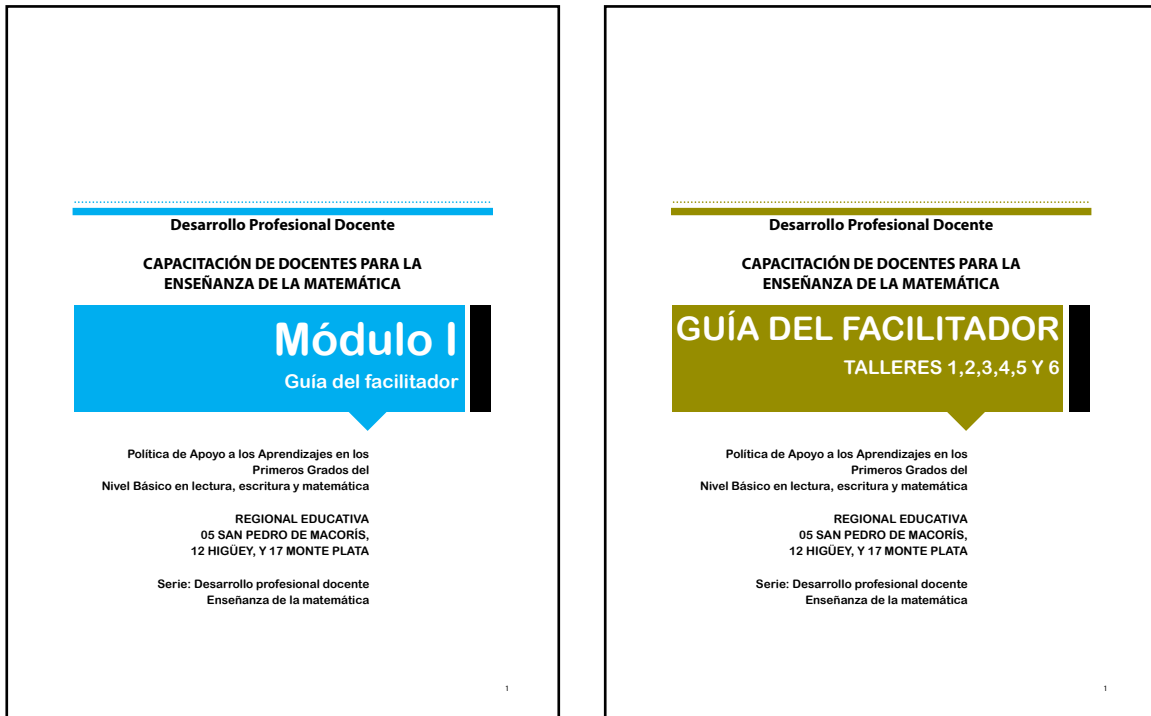 Desarrollo Profesional Docente
CAPACITACIÓN DE DOCENTES PARA LA
ENSEÑANZA DE LA MATEMÁTICA
Módulo I
Guía del facilitador
Política de Apoyo a los Aprendizajes en los
Primeros Grados del
Nivel Básico en lectura, escritura y matemática
REGIONAL EDUCATIVA
05 SAN PEDRO DE MACORÍS,
12 HIGÜEY, Y 17 MONTE PLATA
Serie: Desarrollo profesional docente
Enseñanza de la matemática
1
Desarrollo Profesional Docente
CAPACITACIÓN DE DOCENTES PARA LA
ENSEÑANZA DE LA MATEMÁTICA
GUÍA DEL FACILITADOR
TALLERES 1,2,3,4,5 Y 6
Política de Apoyo a los Aprendizajes en los
Primeros Grados del
Nivel Básico en lectura, escritura y matemática
REGIONAL EDUCATIVA
05 SAN PEDRO DE MACORÍS,
12 HIGÜEY, Y 17 MONTE PLATA
Serie: Desarrollo profesional docente
Enseñanza de la matemática
1